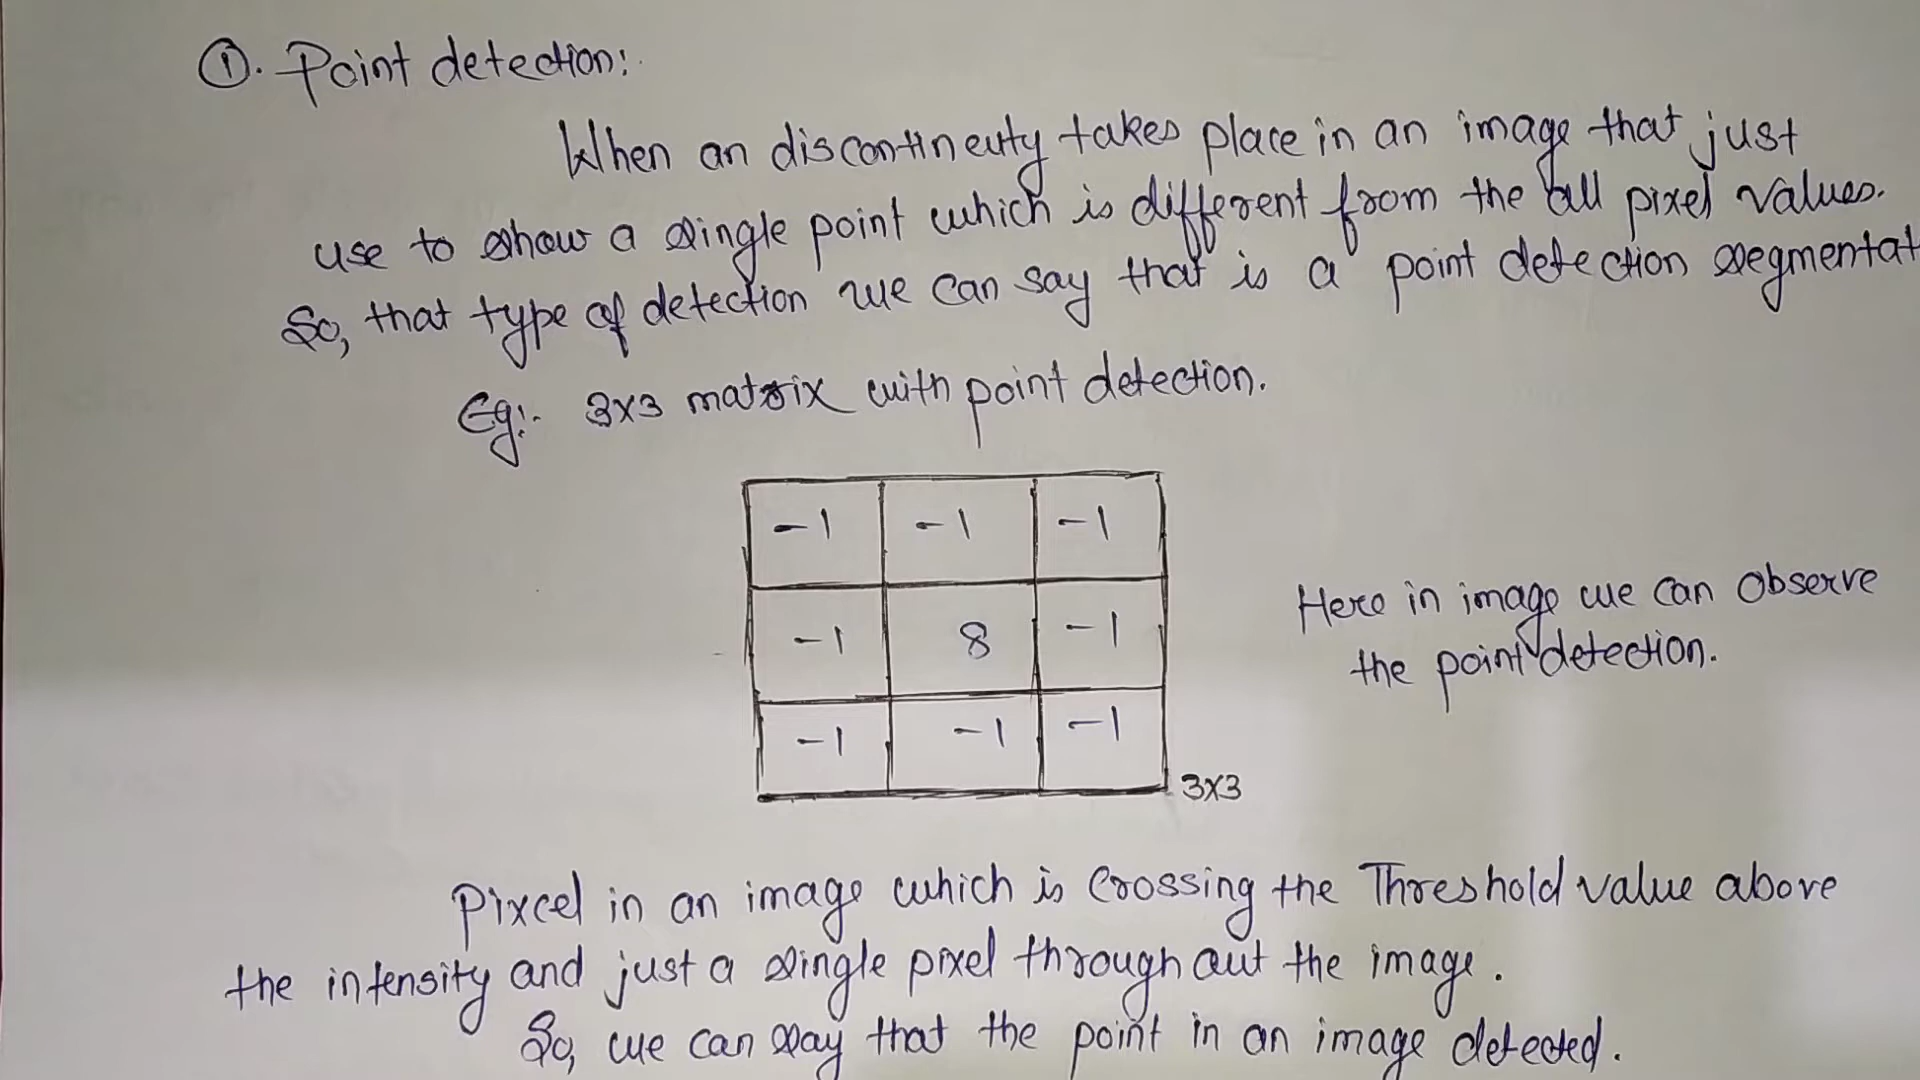 ①. Point detection:
When an discontineuty takes place in an image that just
use to show a single point which is different from the all pixel values.
So, that type of detection we can say that is a point detection segmentat
Eg:- 3x3 matrix with point detection.
-1 -1 -1
-1 8 -1
-1 -1 -1
3x3
Here in image we can observe
the point detection.
Pixcel in an image which is crossing the Threshold value above
the intensity and just a single pixel throughout the image.
So, we can say that the point in an image detected.